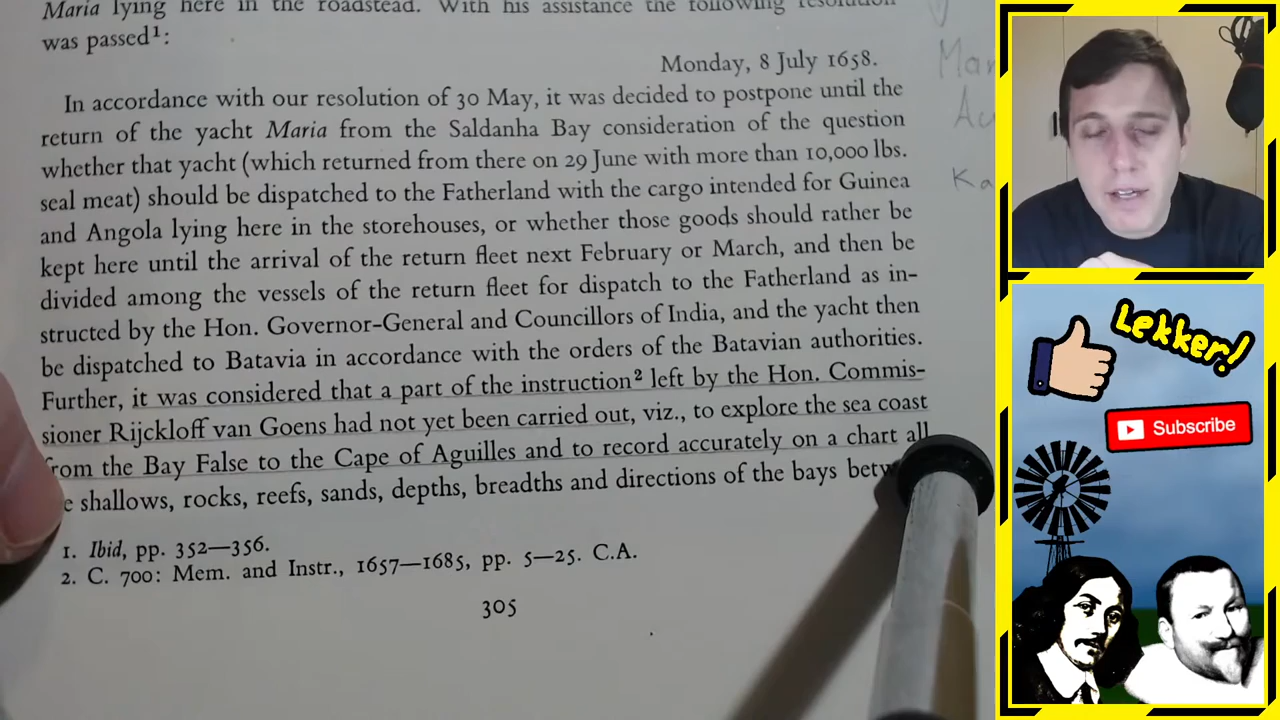 Maria lying here in the roadstead. With his assistance the following resolution
was passed¹:
Monday, 8 July 1658.
In accordance with our resolution of 30 May, it was decided to postpone until the
return of the yacht Maria from the Saldanha Bay consideration of the question
whether that yacht (which returned from there on 29 June with more than 10,000 lbs.
seal meat) should be dispatched to the Fatherland with the cargo intended for Guinea
and Angola lying here in the storehouses, or whether those goods should rather be
kept here until the arrival of the return fleet next February or March, and then be
divided among the vessels of the return fleet for dispatch to the Fatherland as in-
structed by the Hon. Governor-General and Councillors of India, and the yacht then
be dispatched to Batavia in accordance with the orders of the Batavian authorities.
Further, it was considered that a part of the instruction² left by the Hon. Commis-
sioner Rijckloff van Goens had not yet been carried out, viz., to explore the sea coast
from the Bay False to the Cape of Aguilles and to record accurately on a chart all
shallows, rocks, reefs, sands, depths, breadths and directions of the bays
1. Ibid, pp. 352—356.
2. C. 700: Mem. and Instr., 1657—1685, pp. 5—25. C.A.
305
Lekker!
Subscribe